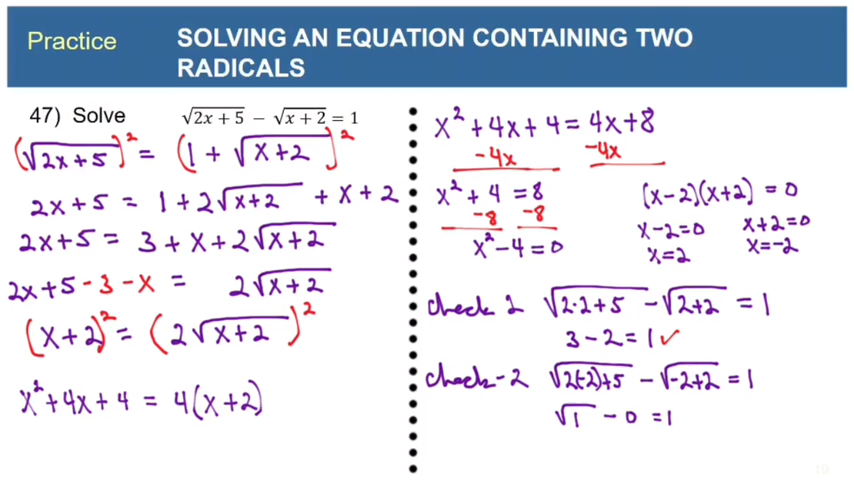 Practice
SOLVING AN EQUATION CONTAINING TWO
RADICALS
47) Solve √(2x + 5) − √(x + 2) = 1
(√(2x+5))² = (1 + √(x+2))²
2x+5 = 1+2√(x+2) + x+2
2x+5 = 3+x+2√(x+2)
2x+5-3-x = 2√(x+2)
(x+2)² = (2√(x+2))²
x²+4x+4 = 4(x+2)
x²+4x+4 = 4x+8
-4x -4x
x²+4 = 8
-8 -8
x²-4=0
(x-2)(x+2) = 0
x-2=0 x+2=0
x=2 x=-2
check 2 √(2·2+5) - √(2+2) = 1
3-2=1✓
check -2 √(2(-2)+5) - √(-2+2) = 1
√1 - 0 = 1
19